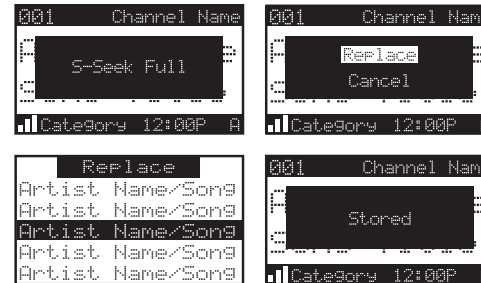 001 Channel Name
S-Seek Full
Category 12:00P A
001 Channel Nam
Replace
Cancel
Category 12:00P
Replace
Artist Name/Song
Artist Name/Song
Artist Name/Song
Artist Name/Song
Artist Name/Song
001 Channel Nam
Stored
Category 12:00P